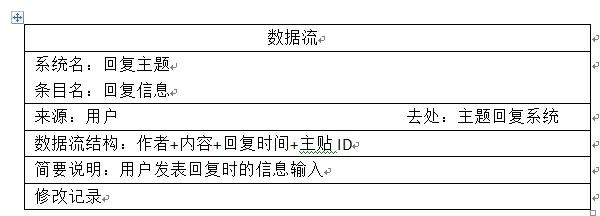 数据流
系统名：回复主题
条目名：回复信息
来源：用户 去处：主题回复系统
数据流结构：作者+内容+回复时间+主贴 ID
简要说明：用户发表回复时的信息输入
修改记录